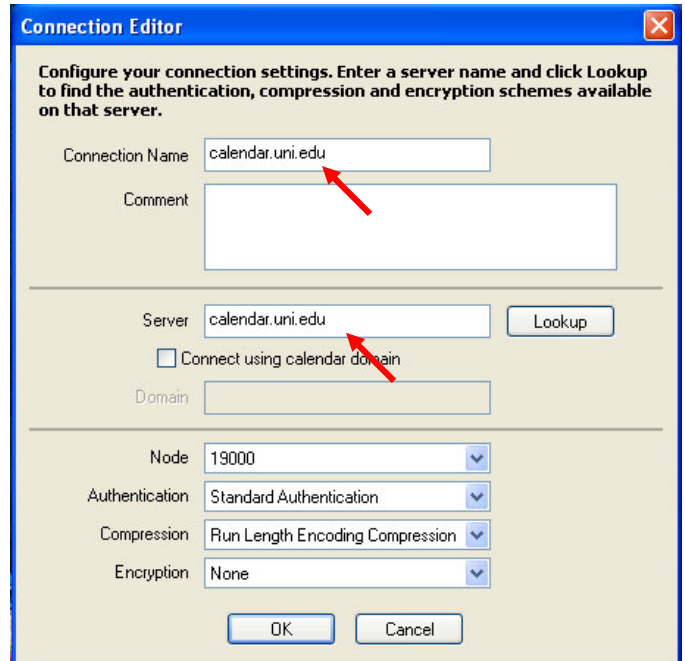 Connection Editor
Configure your connection settings. Enter a server name and click Lookup
to find the authentication, compression and encryption schemes available
on that server.
Connection Name calendar.uni.edu
Comment
Server calendar.uni.edu Lookup
Connect using calendar domain
Domain
Node 19000
Authentication Standard Authentication
Compression Run Length Encoding Compression
Encryption None
OK Cancel